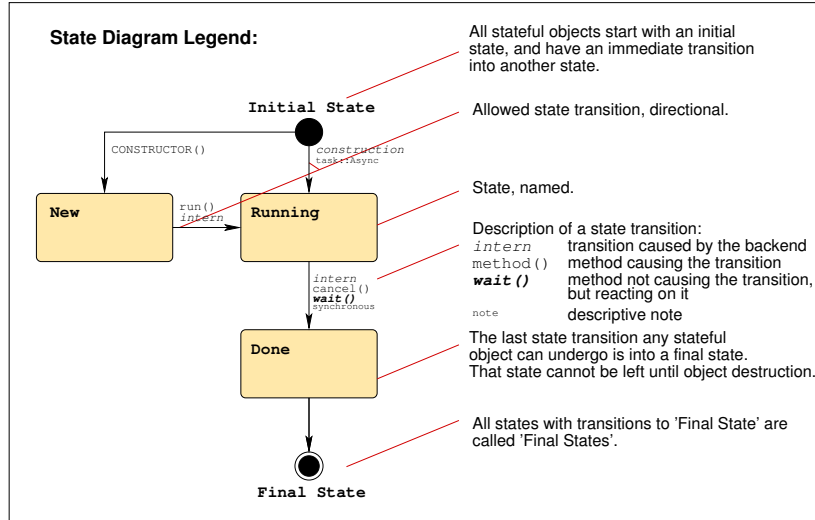 State Diagram Legend:
All stateful objects start with an initial
state, and have an immediate transition
into another state.
Initial State
Allowed state transition, directional.
CONSTRUCTOR()
construction
task::Async
New
run()
intern
Running
State, named.
Description of a state transition:
intern transition caused by the backend
method() method causing the transition
wait() method not causing the transition,
but reacting on it
note descriptive note
intern
cancel()
wait()
synchronous
Done
The last state transition any stateful
object can undergo is into a final state.
That state cannot be left until object destruction.
All states with transitions to 'Final State' are
called 'Final States'.
Final State